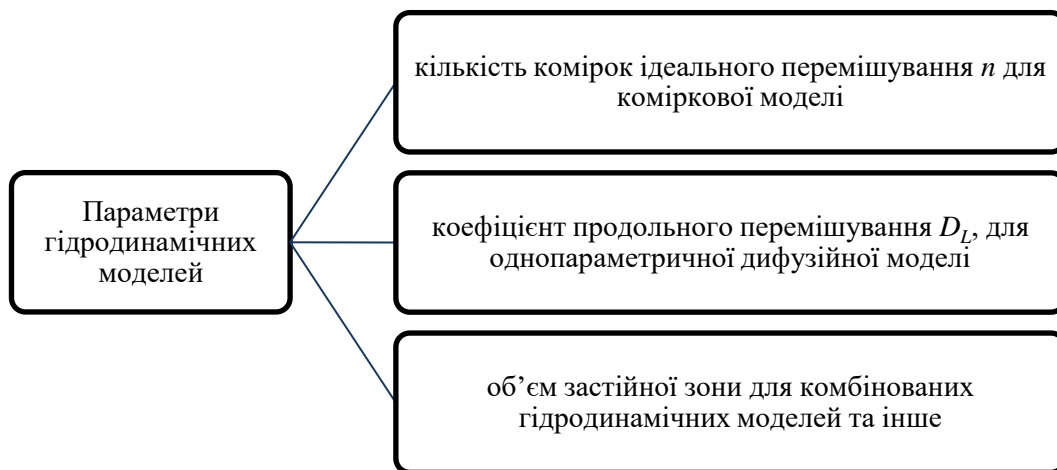 кількість комірок ідеального перемішування n для
коміркової моделі
Параметри
гідродинамічних
моделей
коефіцієнт продольного перемішування D_L, для
однопараметричної дифузійної моделі
об’єм застійної зони для комбінованих
гідродинамічних моделей та інше